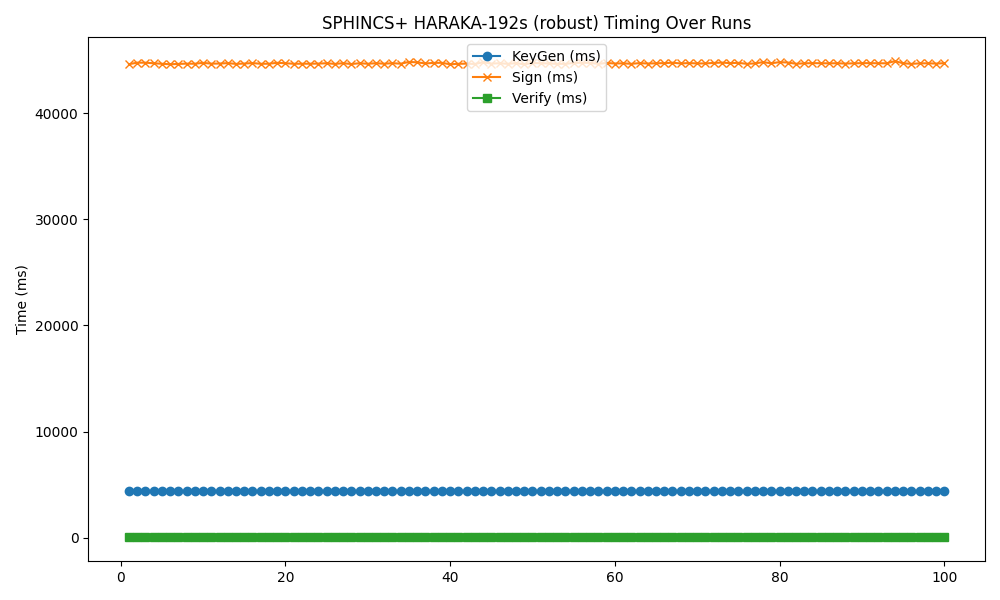 SPHINCS+ HARAKA-192s (robust) Timing Over Runs
KeyGen (ms)
Sign (ms)
Verify (ms)
Time (ms)
40000
30000
20000
10000
0
0 20 40 60 80 100